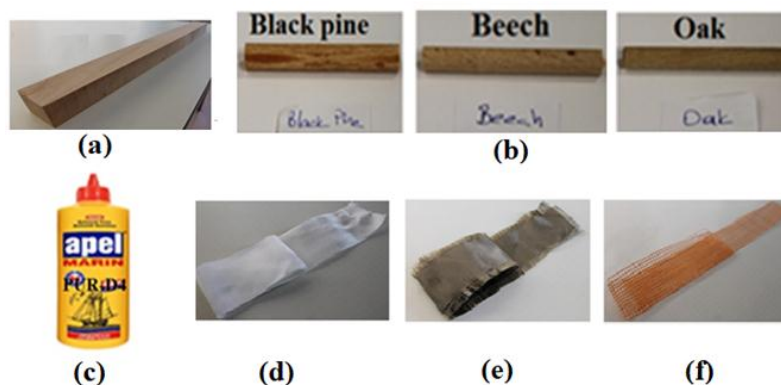 Black pine
Beech
Oak
Black Pine
Beech
Oak
(a)
(b)
apel
MARIN
PUR-D4
(c)
(d)
(e)
(f)